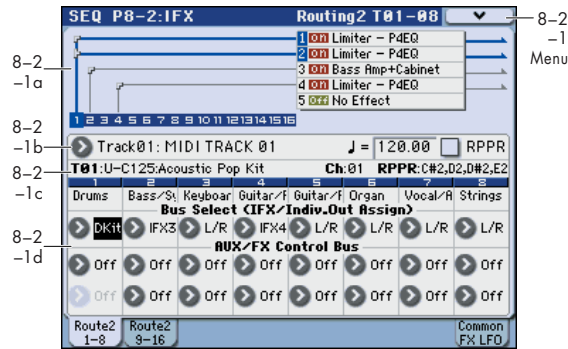 SEQ P8-2:IFX Routing2 T01-08
8-2
-1
Menu
8-2
-1a
1 On Limiter - P4EQ
2 On Limiter - P4EQ
3 On Bass Amp+Cabinet
4 On Limiter - P4EQ
5 Off No Effect
1 2 3 4 5 6 7 8 9 10 11 12 13 14 15 16
8-2
-1b
Track01: MIDI TRACK 01 ♩ = 120.00 RPPR
8-2
-1c
T01:U-C125:Acoustic Pop Kit Ch:01 RPPR:C#2,D2,D#2,E2
1 2 3 4 5 6 7 8
Drums Bass/Sy Keyboar Guitar/F Guitar/F Organ Vocal/A Strings
8-2
-1d
Bus Select (IFX/Indiv.Out Assign)
DKit IFX3 L/R IFX4 L/R L/R L/R L/R
AUX/FX Control Bus
Off Off Off Off Off Off Off Off
Off Off Off Off Off Off Off Off
Route2 1-8
Route2 9-16
Common FX LFO